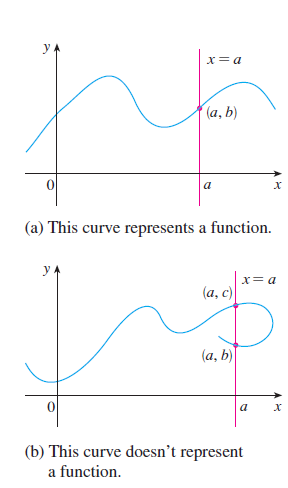 y
x = a
(a, b)
0
a
x
(a) This curve represents a function.
y
x = a
(a, c)
(a, b)
0
a
x
(b) This curve doesn’t represent
a function.